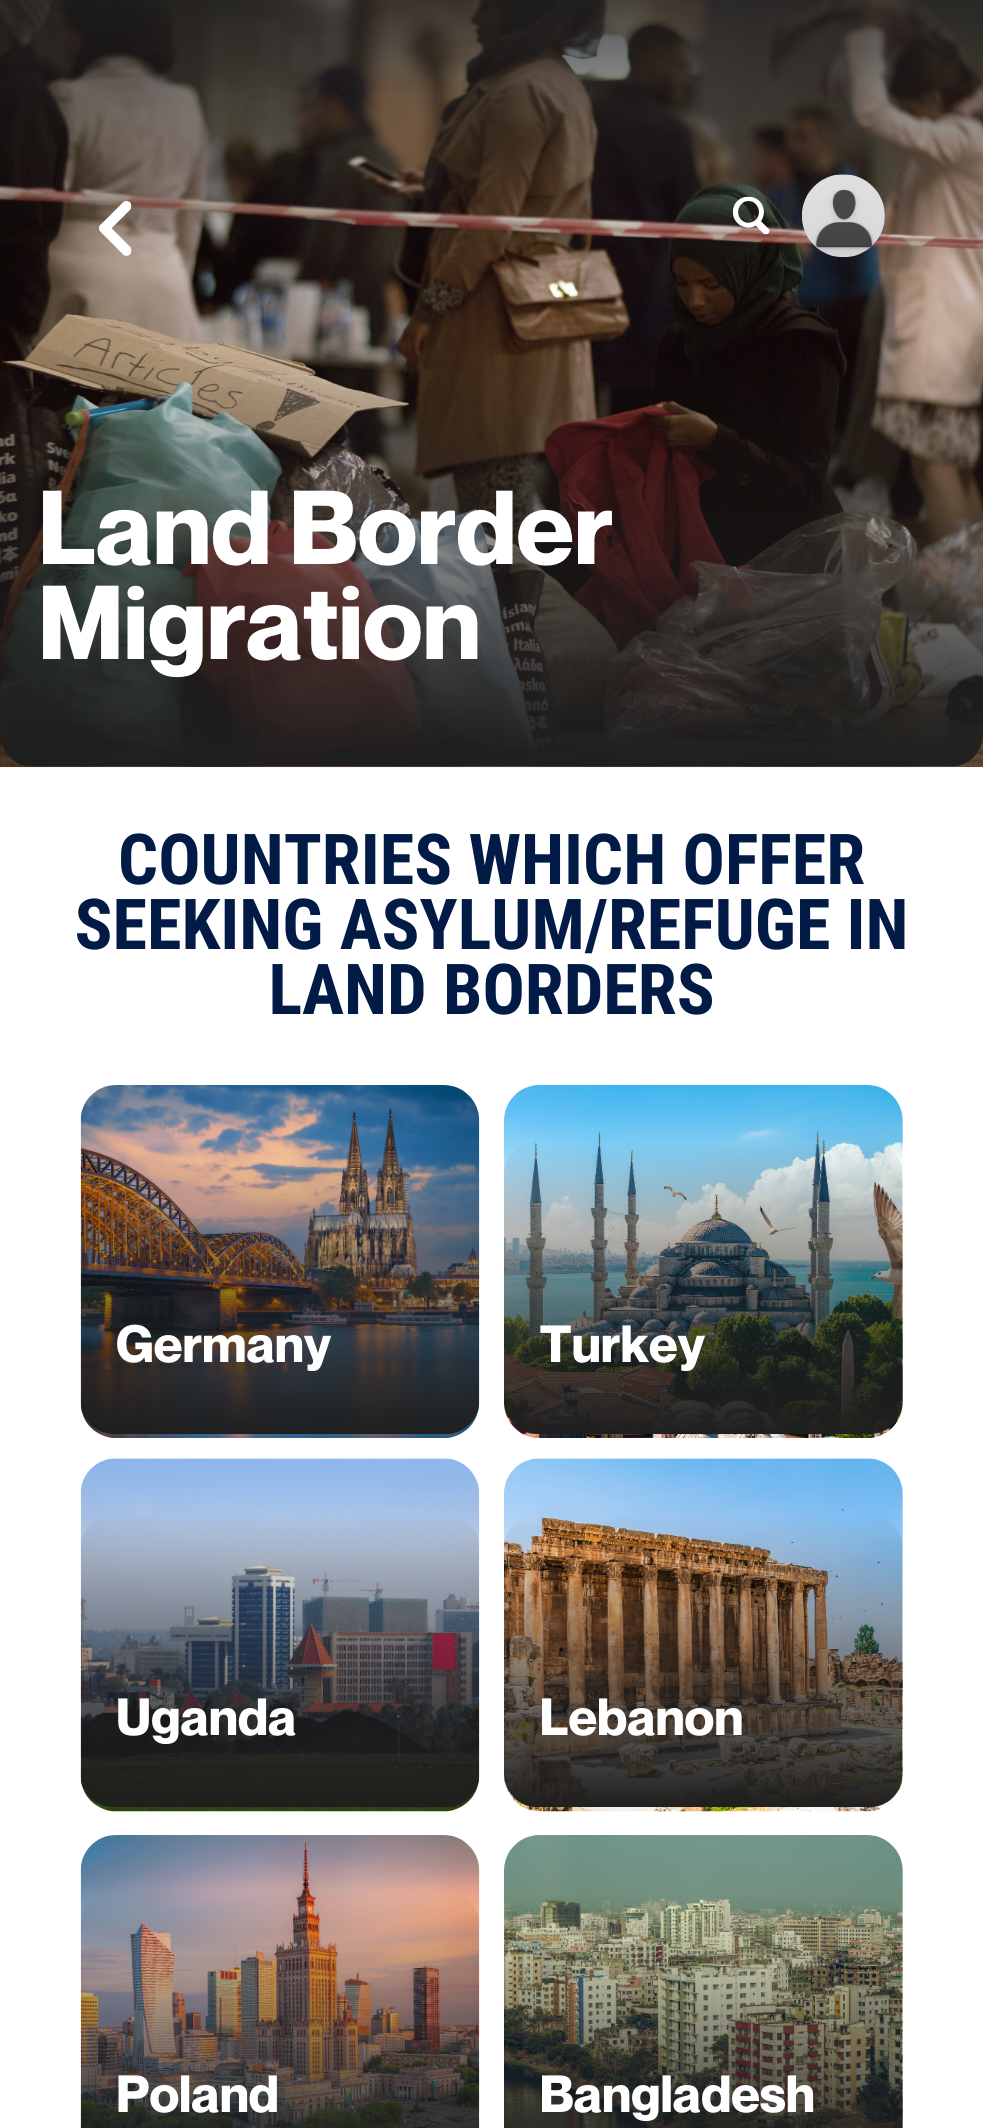 Articles
Land Border
Migration
COUNTRIES WHICH OFFER
SEEKING ASYLUM/REFUGE IN
LAND BORDERS
Germany
Turkey
Uganda
Lebanon
Poland
Bangladesh